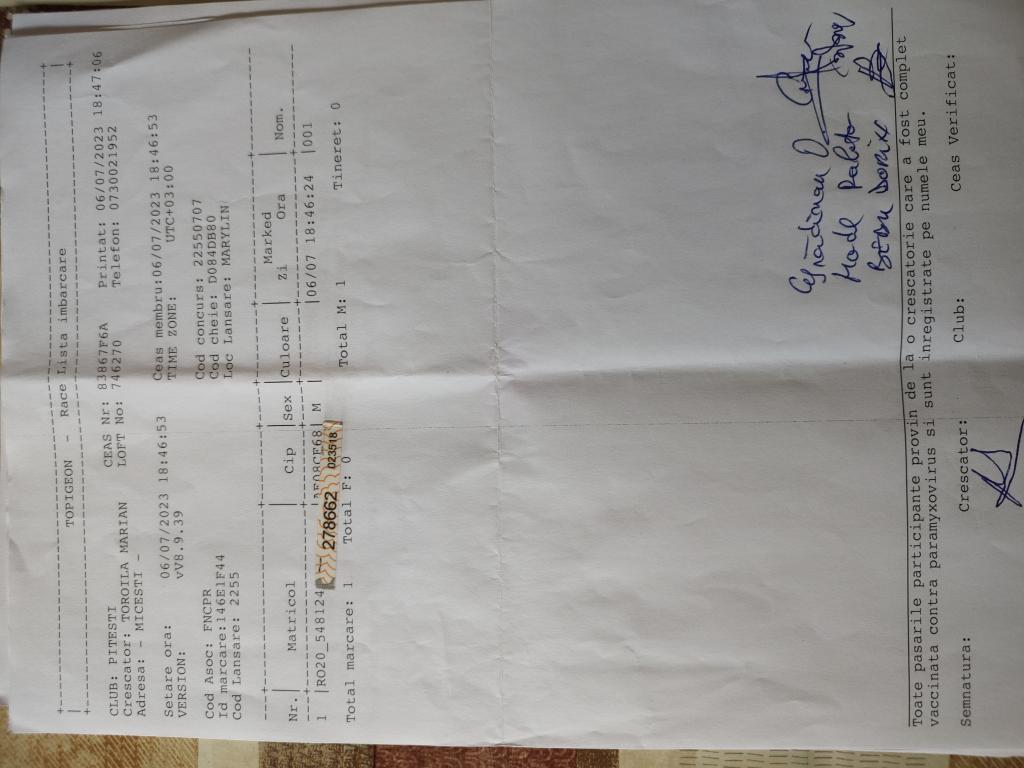 +----------------------------------------------------------------+
| TOPIGEON - Race Lista imbarcare |
+----------------------------------------------------------------+
CLUB: PITESTI CEAS Nr: 83867F6A Printat: 06/07/2023 18:47:06
Crescator: TOROILA MARIAN LOFT No: 746270 Telefon: 0730021952
Adresa: - MICESTI -
Setare ora: 06/07/2023 18:46:53 Ceas membru:06/07/2023 18:46:53
VERSION: vV8.9.39 TIME ZONE: UTC+03:00
Cod Asoc: FNCPR Cod concurs: 22550707
Id marcare:146E1F44 Cod cheie: D084DB80
Cod Lansare: 2255 Loc Lansare: MARYLIN
Nr.| Matricol | Cip |Sex |Culoare | Marked Zi Ora | Nom.
1 |RO20_548124| AE08CE68| M | |06/07 18:46:24 |001
278662 023518
Total marcare: 1 Total F: 0 Total M: 1 Tineret: 0
Toate pasarile participante provin de la o crescatorie care a fost complet
vaccinata contra paramyxovirus si sunt inregistrate pe numele meu.
Semnatura: Crescator: Club: Ceas Verificat: